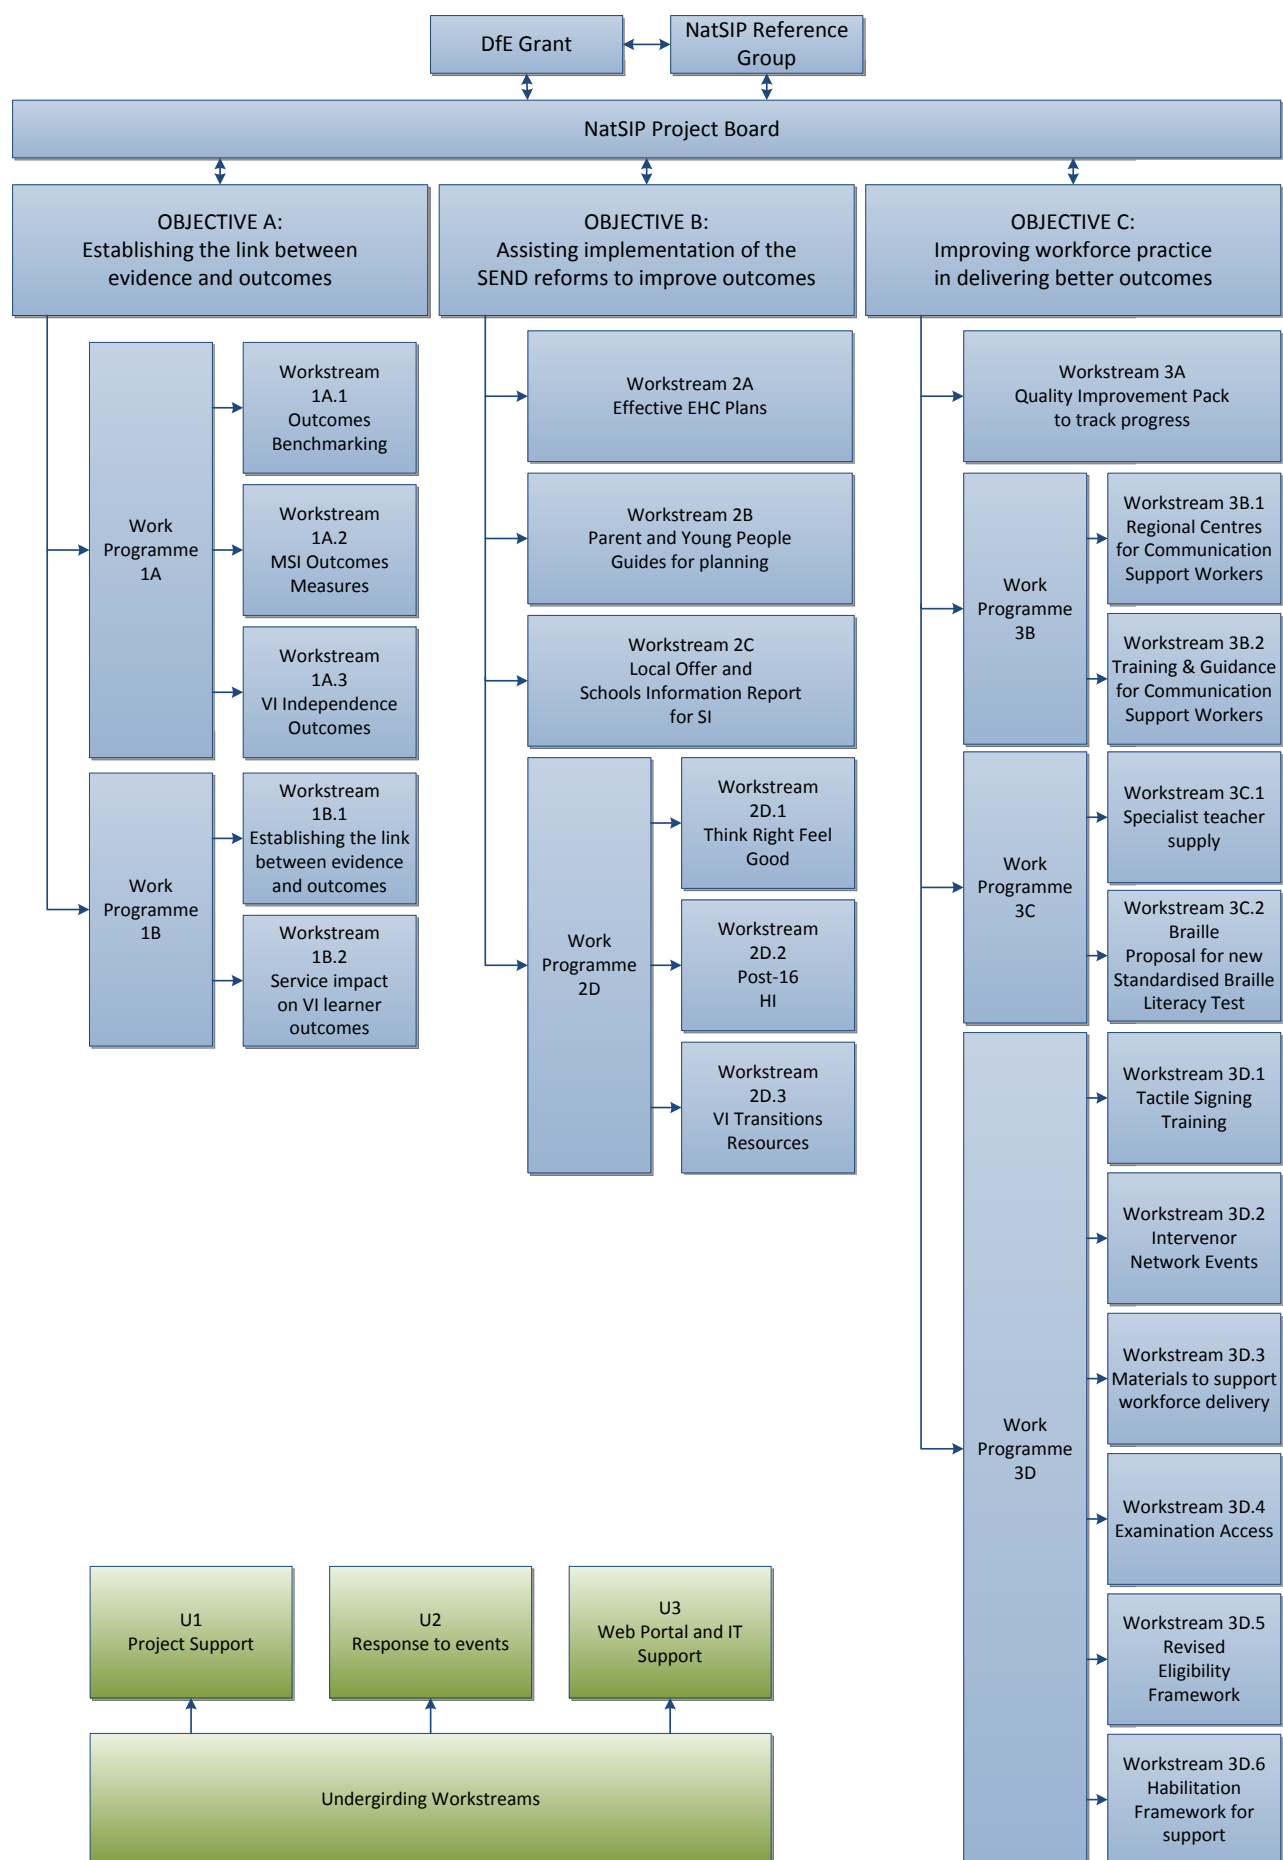 DfE Grant
NatSIP Reference
Group
NatSIP Project Board
OBJECTIVE A:
Establishing the link between
evidence and outcomes
OBJECTIVE B:
Assisting implementation of the
SEND reforms to improve outcomes
OBJECTIVE C:
Improving workforce practice
in delivering better outcomes
Work
Programme
1A
Workstream
1A.1
Outcomes
Benchmarking
Workstream
1A.2
MSI Outcomes
Measures
Workstream
1A.3
VI Independence
Outcomes
Work
Programme
1B
Workstream
1B.1
Establishing the link
between evidence
and outcomes
Workstream
1B.2
Service impact
on VI learner
outcomes
Workstream 2A
Effective EHC Plans
Workstream 2B
Parent and Young People
Guides for planning
Workstream 2C
Local Offer and
Schools Information Report
for SI
Work
Programme
2D
Workstream
2D.1
Think Right Feel
Good
Workstream
2D.2
Post-16
HI
Workstream
2D.3
VI Transitions
Resources
Workstream 3A
Quality Improvement Pack
to track progress
Work
Programme
3B
Workstream 3B.1
Regional Centres
for Communication
Support Workers
Workstream 3B.2
Training & Guidance
for Communication
Support Workers
Work
Programme
3C
Workstream 3C.1
Specialist teacher
supply
Workstream 3C.2
Braille
Proposal for new
Standardised Braille
Literacy Test
Work
Programme
3D
Workstream 3D.1
Tactile Signing
Training
Workstream 3D.2
Intervenor
Network Events
Workstream 3D.3
Materials to support
workforce delivery
Workstream 3D.4
Examination Access
Workstream 3D.5
Revised
Eligibility
Framework
Workstream 3D.6
Habilitation
Framework for
support
U1
Project Support
U2
Response to events
U3
Web Portal and IT
Support
Undergirding Workstreams